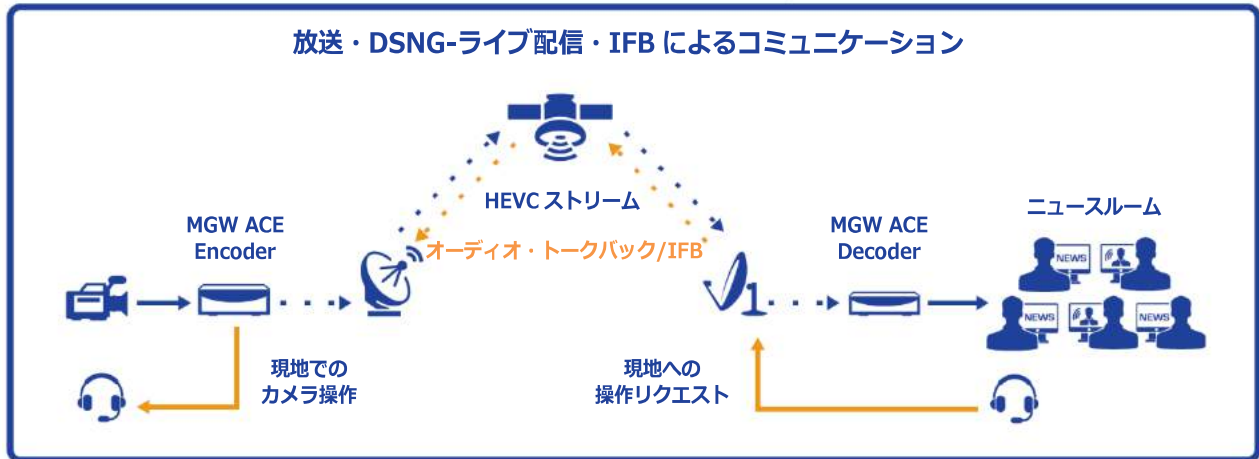 放送・DSNG-ライブ配信・IFB によるコミュニケーション
HEVC ストリーム
オーディオ・トークバック/IFB
MGW ACE
Encoder
MGW ACE
Decoder
ニュースルーム
NEWS
NEWS
NEWS
現地での
カメラ操作
現地への
操作リクエスト